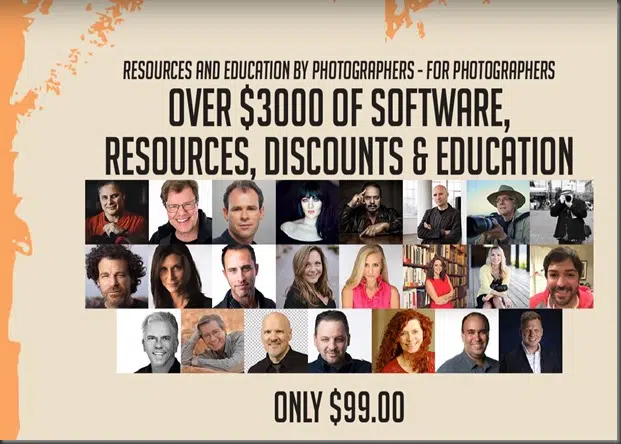 RESOURCES AND EDUCATION BY PHOTOGRAPHERS - FOR PHOTOGRAPHERS
OVER $3000 OF SOFTWARE,
RESOURCES, DISCOUNTS & EDUCATION
ONLY $99.00